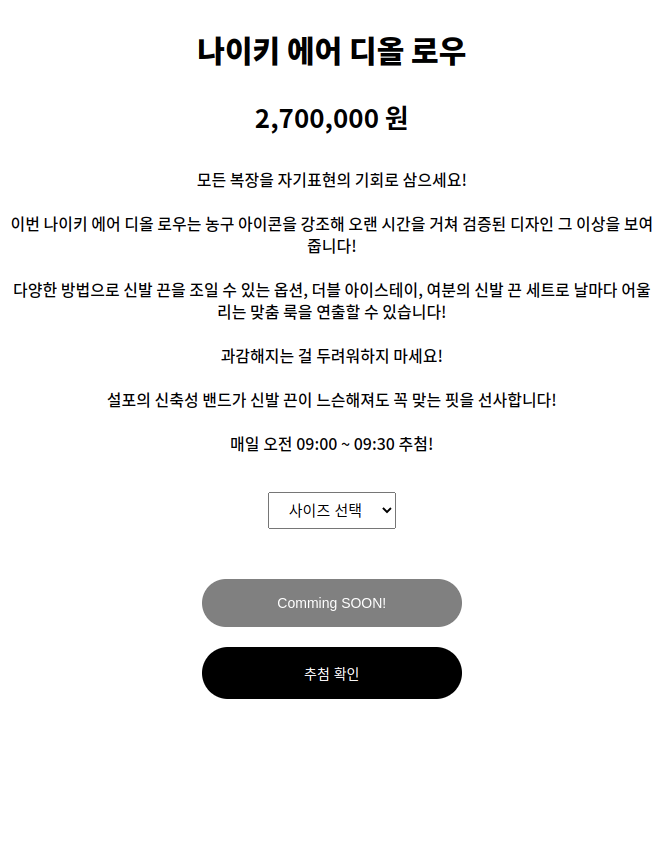 나이키 에어 디올 로우
2,700,000 원
모든 복장을 자기표현의 기회로 삼으세요!
이번 나이키 에어 디올 로우는 농구 아이콘을 강조해 오랜 시간을 거쳐 검증된 디자인 그 이상을 보여
줍니다!
다양한 방법으로 신발 끈을 조일 수 있는 옵션, 더블 아이스테이, 여분의 신발 끈 세트로 날마다 어울
리는 맞춤 룩을 연출할 수 있습니다!
과감해지는 걸 두려워하지 마세요!
설포의 신축성 밴드가 신발 끈이 느슨해져도 꼭 맞는 핏을 선사합니다!
매일 오전 09:00 ~ 09:30 추첨!
사이즈 선택
Comming SOON!
추첨 확인